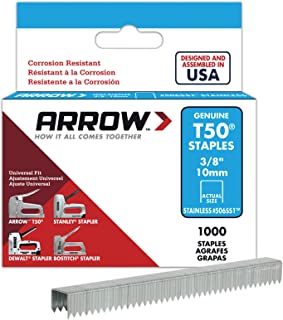 Corrosion Resistant
Résistant à la Corrosion
Resistente a la Corrosión
DESIGNED AND
ASSEMBLED IN
USA
ARROW
HOW IT ALL COMES TOGETHER
GENUINE
T50® STAPLES
3/8"
10mm
ACTUAL
SIZE
STAINLESS #506SS1
Universal Fit
Ajustement Universel
Ajuste Universal
ARROW T50®
STANLEY® STAPLER
DEWALT® STAPLER
BOSTITCH® STAPLER
1000
STAPLES
AGRAFES
GRAPAS